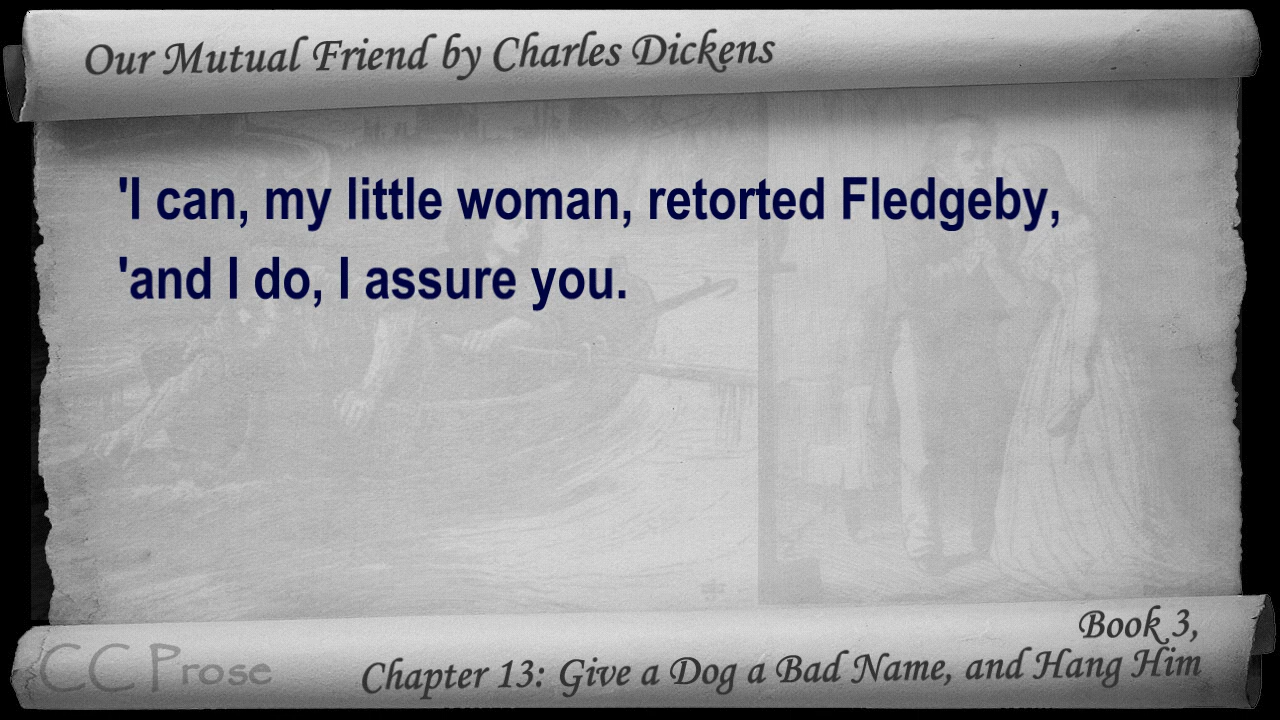 Our Mutual Friend by Charles Dickens
'I can, my little woman, retorted Fledgeby,
'and I do, I assure you.
Book 3,
Chapter 13: Give a Dog a Bad Name, and Hang Him
CC Prose